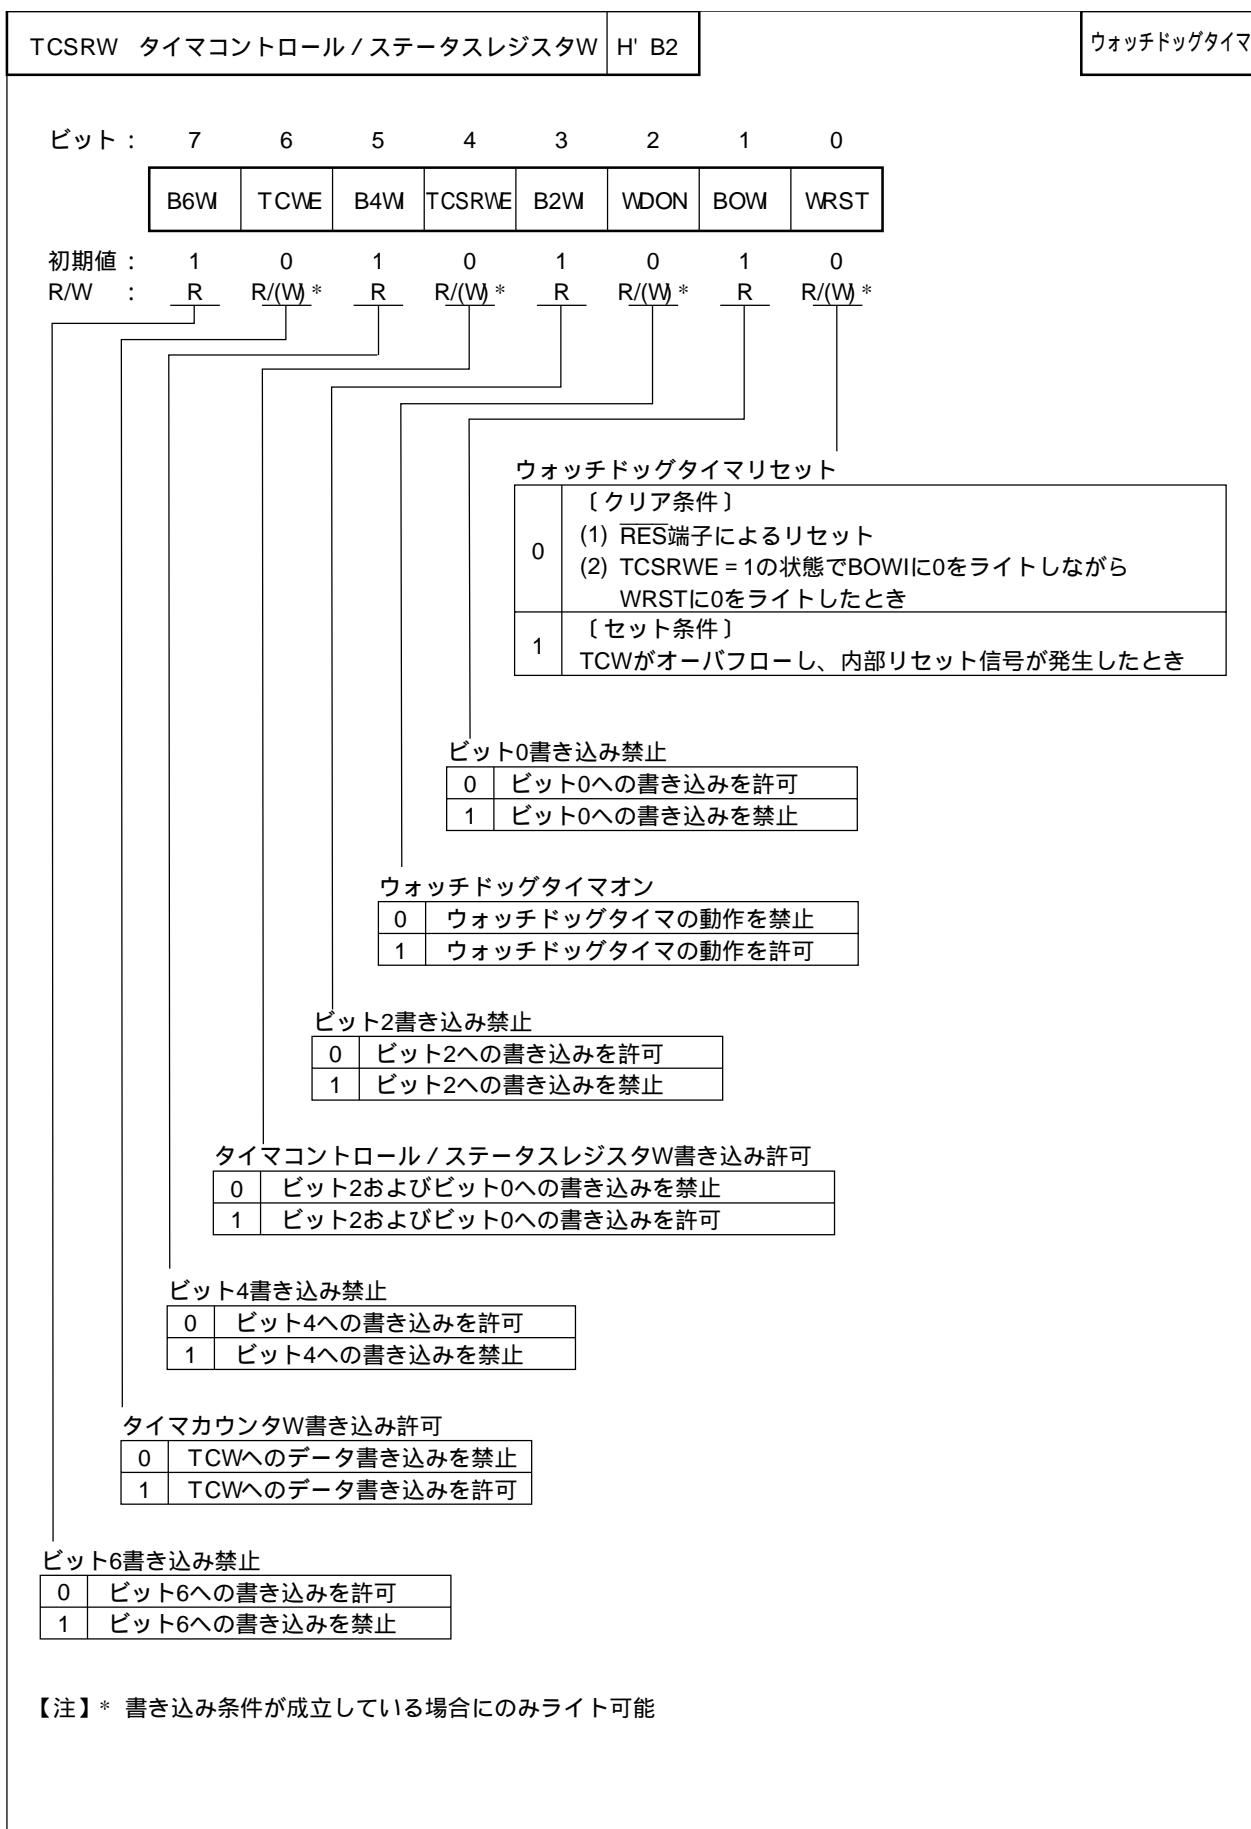 TCSRW タイマコントロール/ステータスレジスタW H' B2 ウォッチドッグタイマ
ビット: 7 6 5 4 3 2 1 0
B6WI TCWE B4WI TCSRWE B2WI WDON BOWI WRST
初期値: 1 0 1 0 1 0 1 0
R/W : R R/(W)* R R/(W)* R R/(W)* R R/(W)*
ウォッチドッグタイマリセット
〔クリア条件〕
0 (1) RES端子によるリセット
(2) TCSRWE=1の状態でBOWIに0をライトしながら
WRSTに0をライトしたとき
〔セット条件〕
1 TCWがオーバフローし、内部リセット信号が発生したとき
ビット0書き込み禁止
0 ビット0への書き込みを許可
1 ビット0への書き込みを禁止
ウォッチドッグタイマオン
0 ウォッチドッグタイマの動作を禁止
1 ウォッチドッグタイマの動作を許可
ビット2書き込み禁止
0 ビット2への書き込みを許可
1 ビット2への書き込みを禁止
タイマコントロール/ステータスレジスタW書き込み許可
0 ビット2およびビット0への書き込みを禁止
1 ビット2およびビット0への書き込みを許可
ビット4書き込み禁止
0 ビット4への書き込みを許可
1 ビット4への書き込みを禁止
タイマカウンタW書き込み許可
0 TCWへのデータ書き込みを禁止
1 TCWへのデータ書き込みを許可
ビット6書き込み禁止
0 ビット6への書き込みを許可
1 ビット6への書き込みを禁止
【注】* 書き込み条件が成立している場合にのみライト可能